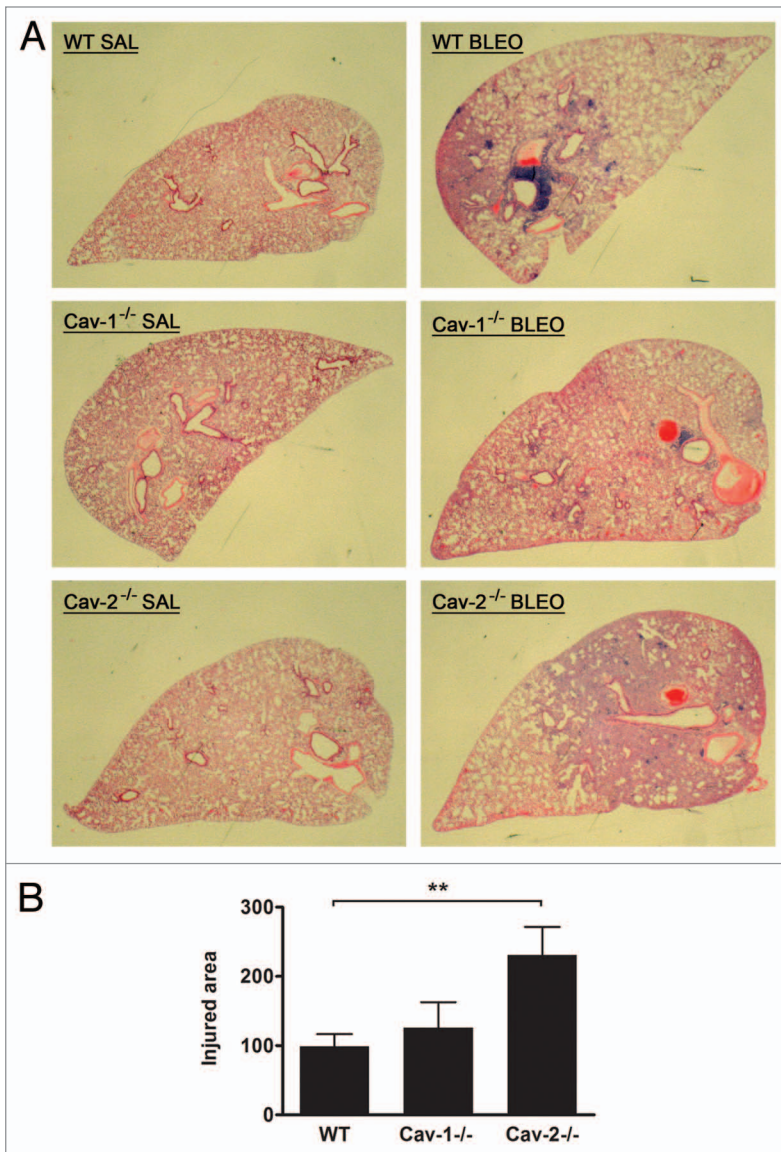 A
WT SAL
WT BLEO
Cav-1-/- SAL
Cav-1-/- BLEO
Cav-2-/- SAL
Cav-2-/- BLEO
B
**
300
200
100
0
Injured area
WT
Cav-1-/-
Cav-2-/-